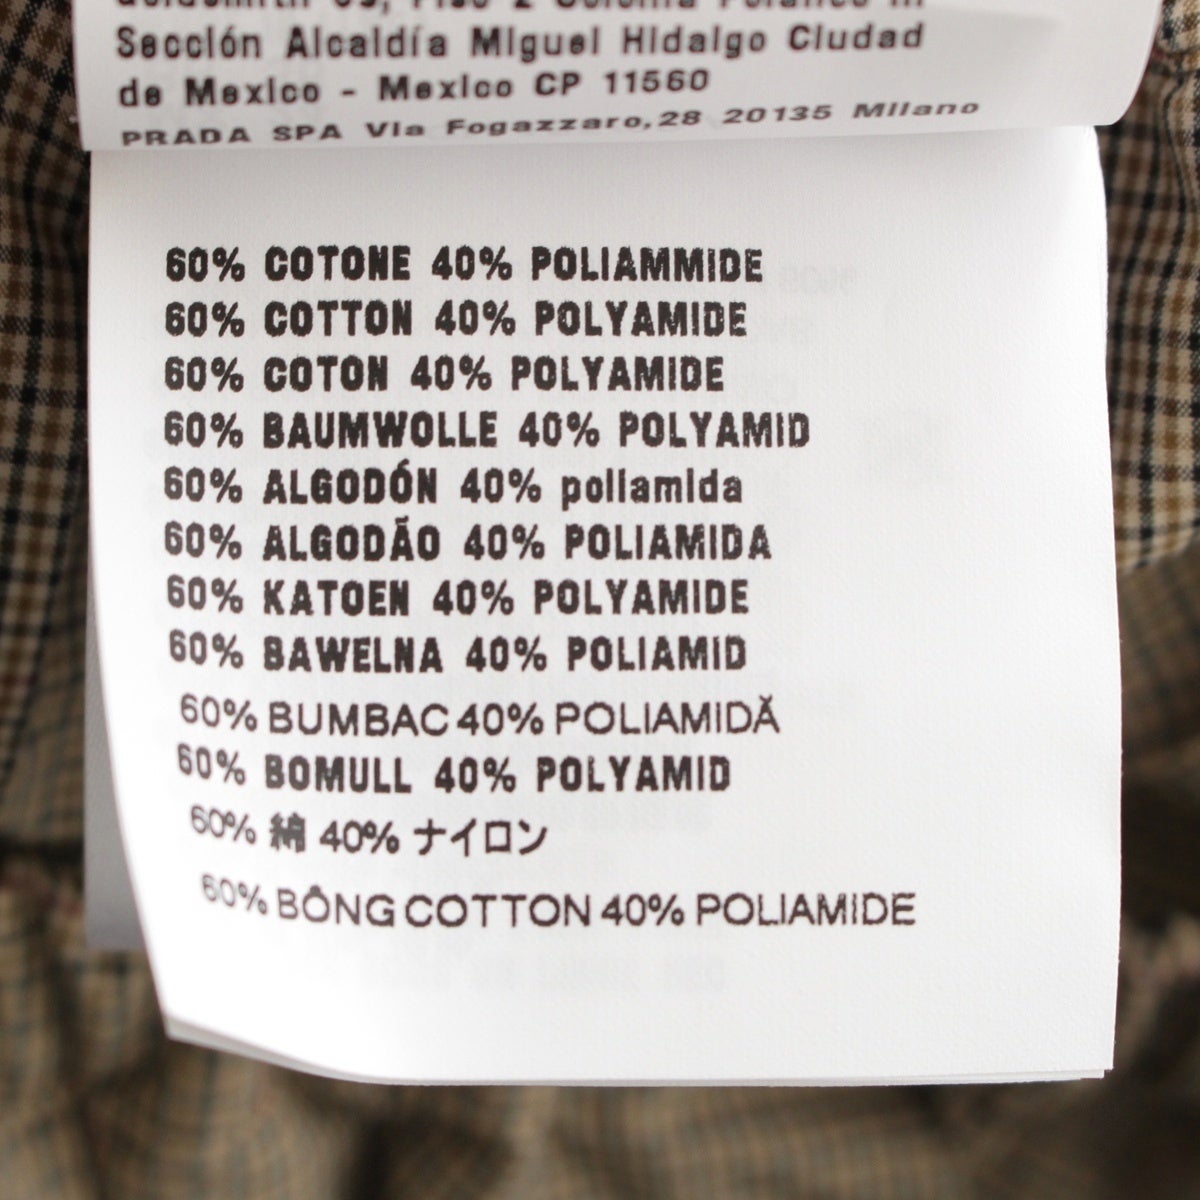 Sección Alcaldía Miguel Hidalgo Ciudad
de Mexico - Mexico CP 11560
PRADA SPA Via Fogazzaro,28 20135 Milano
60% COTONE 40% POLIAMMIDE
60% COTTON 40% POLYAMIDE
60% COTON 40% POLYAMIDE
60% BAUMWOLLE 40% POLYAMID
60% ALGODÓN 40% poliamida
60% ALGODÃO 40% POLIAMIDA
60% KATOEN 40% POLYAMIDE
60% BAWELNA 40% POLIAMID
60% BUMBAC 40% POLIAMIDĂ
60% BOMULL 40% POLYAMID
60% 綿 40% ナイロン
60% BÔNG COTTON 40% POLIAMIDE